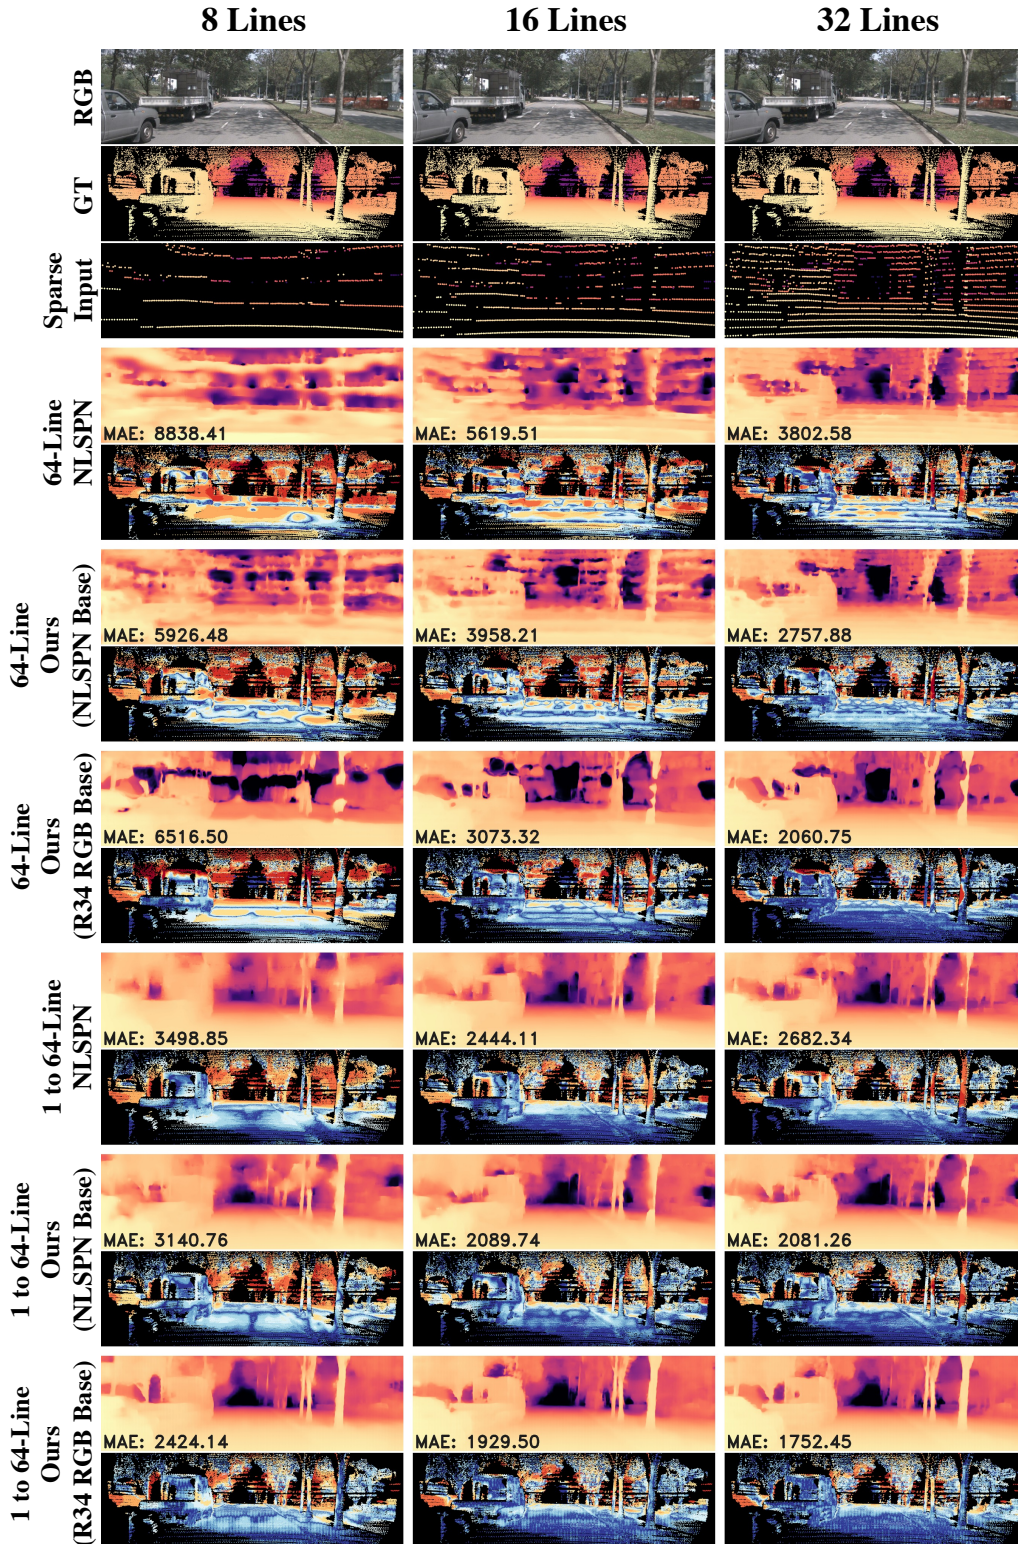 8 Lines
16 Lines
32 Lines
RGB
GT
Sparse
Input
64-Line
NLSPN
MAE: 8838.41
MAE: 5619.51
MAE: 3802.58
64-Line
Ours
(NLSPN Base)
MAE: 5926.48
MAE: 3958.21
MAE: 2757.88
64-Line
Ours
(R34 RGB Base)
MAE: 6516.50
MAE: 3073.32
MAE: 2060.75
1 to 64-Line
NLSPN
MAE: 3498.85
MAE: 2444.11
MAE: 2682.34
1 to 64-Line
Ours
(NLSPN Base)
MAE: 3140.76
MAE: 2089.74
MAE: 2081.26
1 to 64-Line
Ours
(R34 RGB Base)
MAE: 2424.14
MAE: 1929.50
MAE: 1752.45